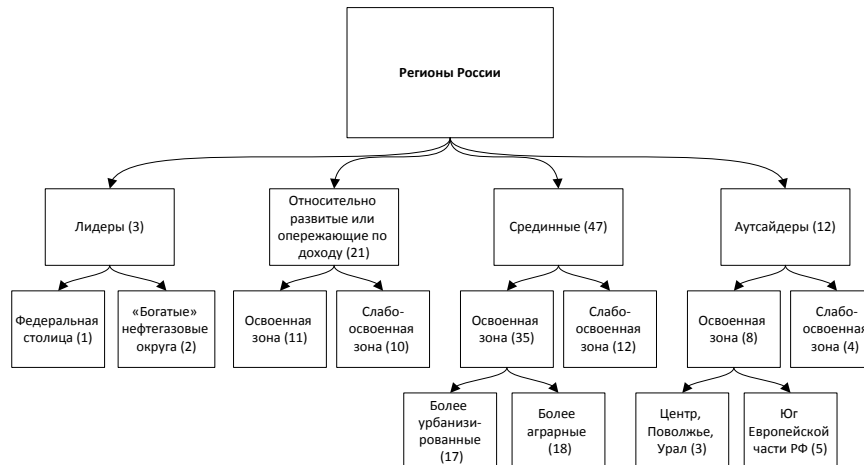 Регионы России
Лидеры (3)
Относительно
развитые или
опережающие по
доходу (21)
Срединные (47)
Аутсайдеры (12)
Федеральная
столица (1)
«Богатые»
нефтегазовые
округа (2)
Освоенная
зона (11)
Слабо-
освоенная
зона (10)
Освоенная
зона (35)
Слабо-
освоенная
зона (12)
Освоенная
зона (8)
Слабо-
освоенная
зона (4)
Более
урбанизи-
рованные
(17)
Более
аграрные
(18)
Центр,
Поволжье,
Урал (3)
Юг
Европейской
части РФ (5)